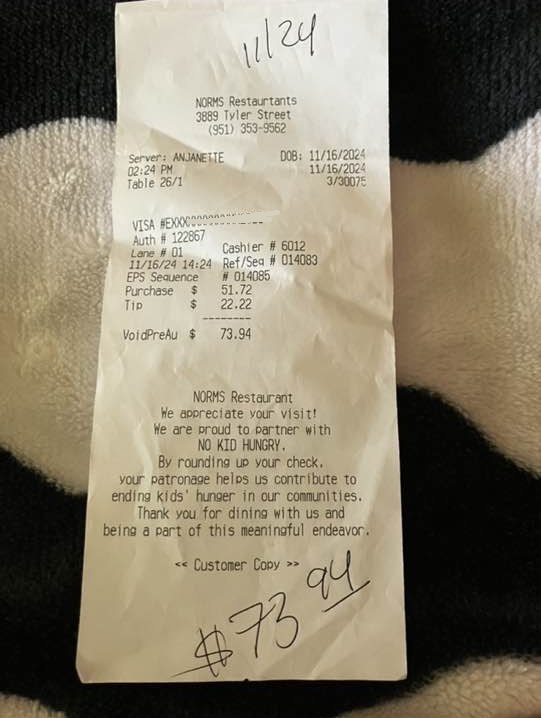 11/24
NORMS Restaurtants
3889 Tyler Street
(951) 353-9562
Server: ANJANETTE DOB: 11/16/2024
02:24 PM 11/16/2024
Table 26/1 3/30075
VISA
Auth # 122867
Lane # 01 Cashier # 6012
11/16/24 14:24 Ref/Seq # 014083
EPS Sequence # 014085
Purchase $ 51.72
Tip $ 22.22
--------
VoidPreAu $ 73.94
NORMS Restaurant
We appreciate your visit!
We are proud to partner with
NO KID HUNGRY.
By rounding up your check,
your patronage helps us contribute to
ending kids' hunger in our communities.
Thank you for dining with us and
being a part of this meaningful endeavor.
<< Customer Copy >>
$73 94